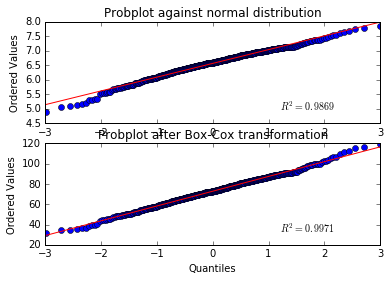 Probplot against normal distribution
8.0
7.5
7.0
6.5
6.0
5.5
5.0
4.5
Ordered Values
R² = 0.9869
-3 -2 -1 0 1 2 3
Probplot after Box-Cox transformation
120
100
80
60
40
20
Ordered Values
R² = 0.9971
-3 -2 -1 0 1 2 3
Quantiles